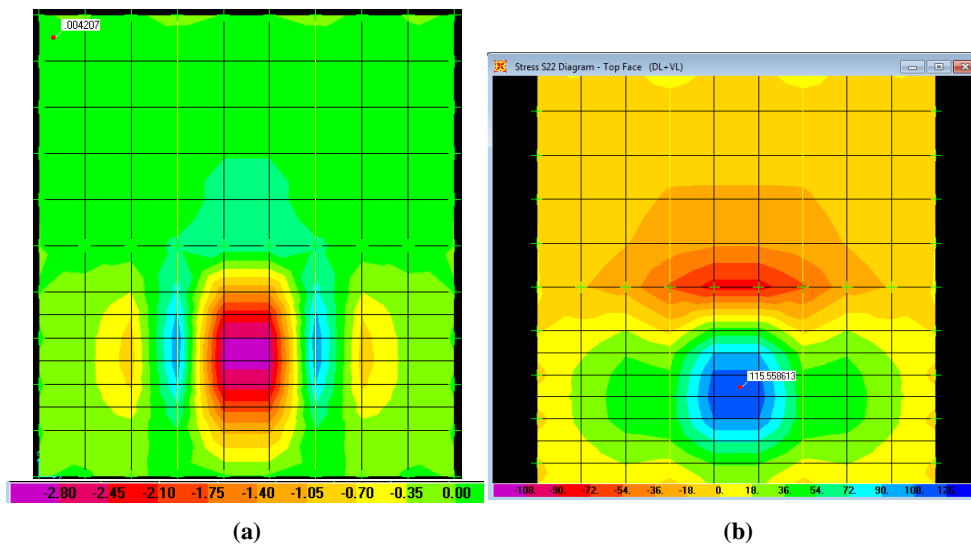 .004207
-2.80 -2.45 -2.10 -1.75 -1.40 -1.05 -0.70 -0.35 0.00
(a)
Stress S22 Diagram - Top Face (DL+VL)
115.558613
-108. -90. -72. -54. -36. -18. 0. 18. 36. 54. 72. 90. 108. 126.
(b)